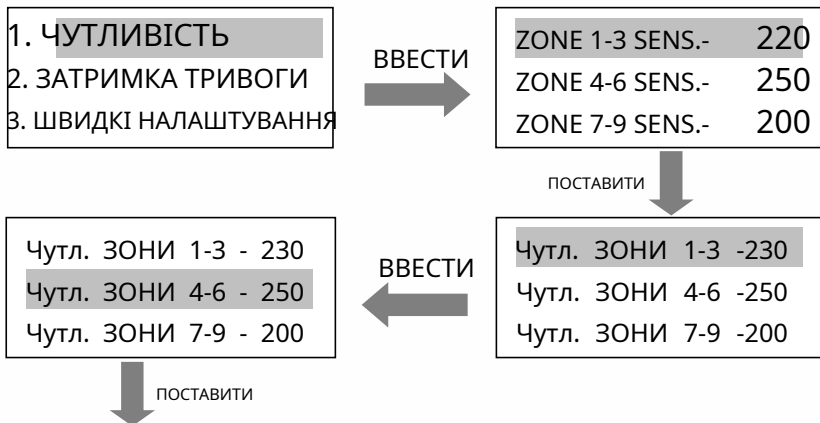 1. ЧУТЛИВІСТЬ
2. ЗАТРИМКА ТРИВОГИ
3. ШВИДКІ НАЛАШТУВАННЯ
ВВЕСТИ
ZONE 1-3 SENS.- 220
ZONE 4-6 SENS.- 250
ZONE 7-9 SENS.- 200
ПОСТАВИТИ
Чутл. ЗОНИ 1-3 - 230
Чутл. ЗОНИ 4-6 - 250
Чутл. ЗОНИ 7-9 - 200
ВВЕСТИ
Чутл. ЗОНИ 1-3 -230
Чутл. ЗОНИ 4-6 -250
Чутл. ЗОНИ 7-9 -200
ПОСТАВИТИ